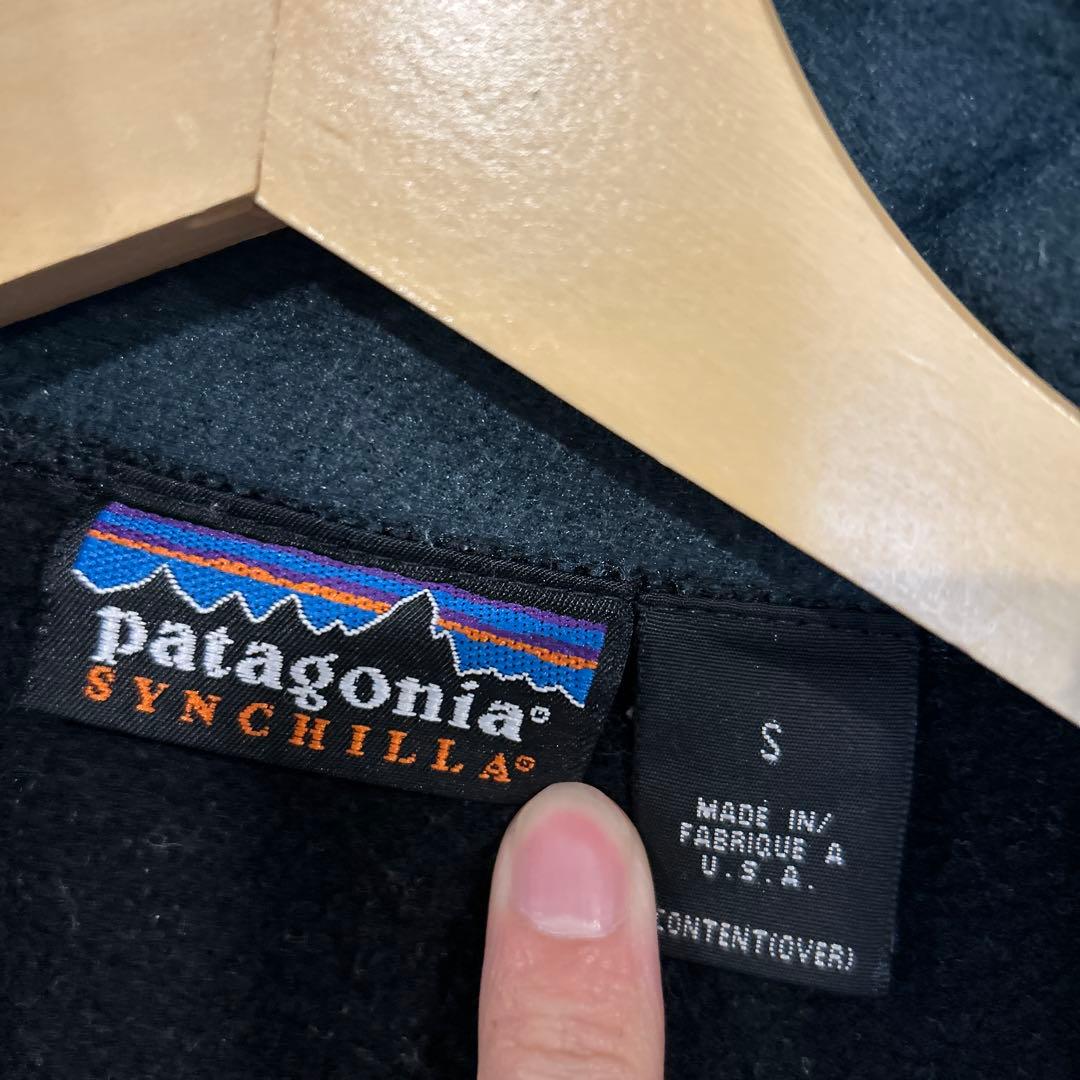 patagonia®
SYNCHILLA®
S
MADE IN/
FABRIQUE A
U.S.A.
CONTENT(OVER)